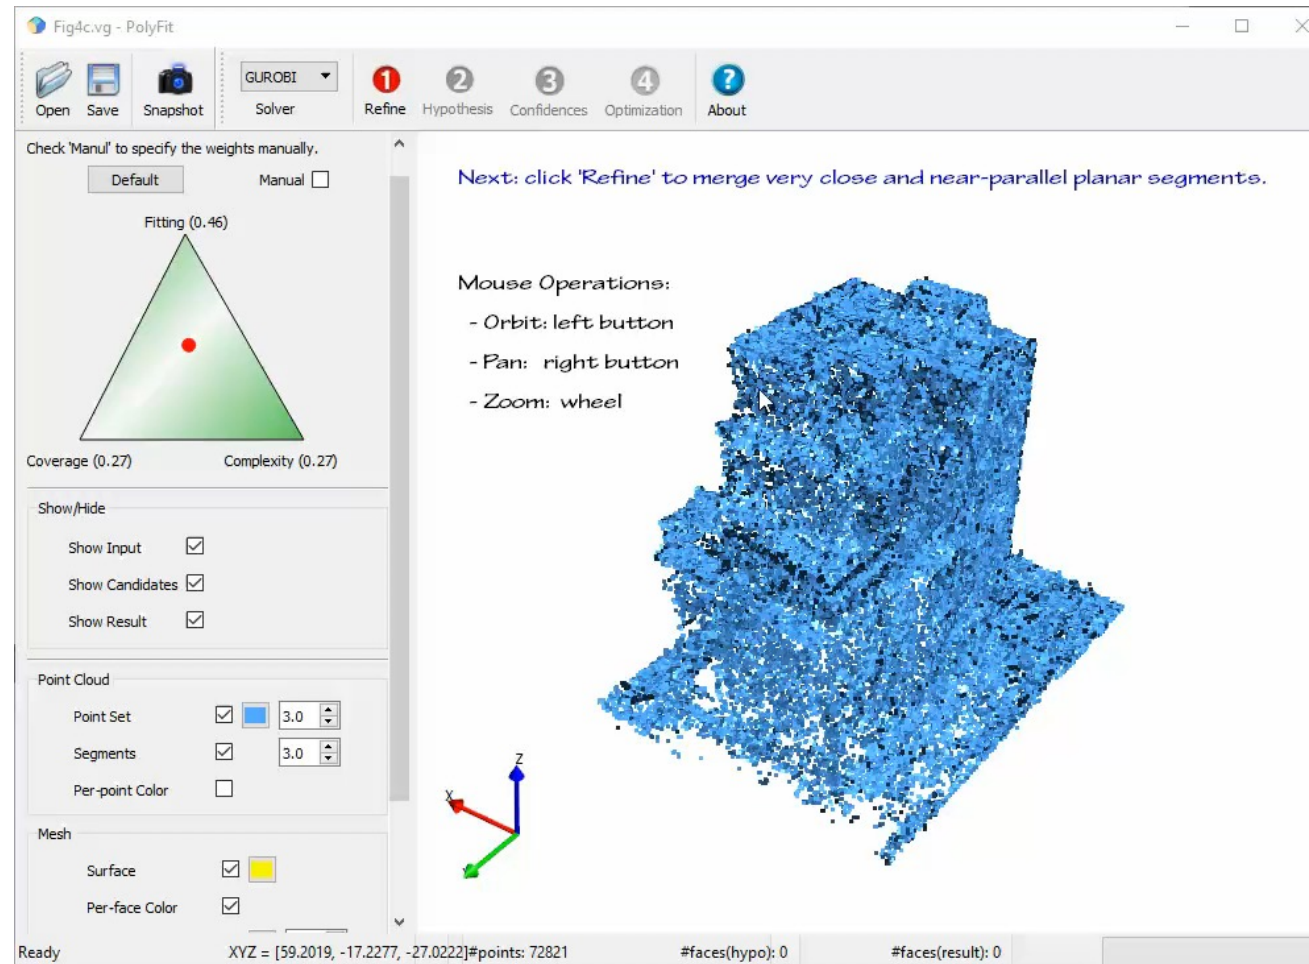 Fig4c.vg - PolyFit
Open
Save
Snapshot
GUROBI
Solver
1
Refine
2
Hypothesis
3
Confidences
4
Optimization
?
About
Check 'Manul' to specify the weights manually.
Default
Manual
Fitting (0.46)
Coverage (0.27)
Complexity (0.27)
Show/Hide
Show Input
Show Candidates
Show Result
Point Cloud
Point Set
3.0
Segments
3.0
Per-point Color
Mesh
Surface
Per-face Color
Next: click 'Refine' to merge very close and near-parallel planar segments.
Mouse Operations:
- Orbit: left button
- Pan: right button
- Zoom: wheel
Z
X
Ready
XYZ = [59.2019, -17.2277, -27.0222]#points: 72821
#faces(hypo): 0
#faces(result): 0